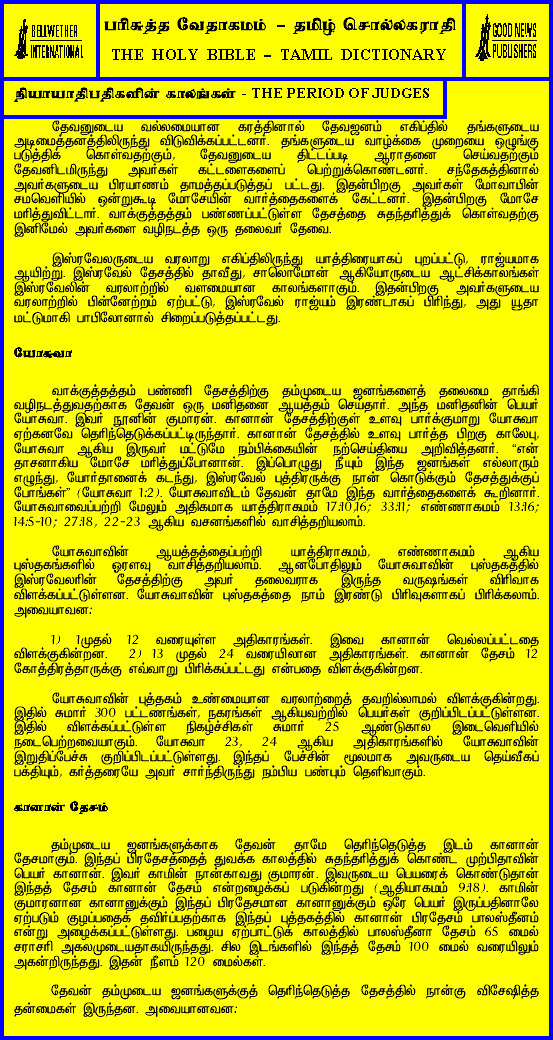 BELLWETHER
INTERNATIONAL
பரிசுத்த வேதாகமம் - தமிழ் சொல்லகராதி
THE HOLY BIBLE - TAMIL DICTIONARY
GOOD NEWS
PUBLISHERS
நியாயாதிபதிகளின் காலங்கள் - THE PERIOD OF JUDGES
தேவனுடைய வல்லமையான கரத்தினால் தேவஜனம் எகிப்தில் தங்களுடைய
அடிமைத்தனத்திலிருந்து விடுவிக்கப்பட்டனர். தங்களுடைய வாழ்க்கை முறையை ஒழுங்கு
படுத்திக் கொள்வதற்கும், தேவனுடைய திட்டப்படி ஆராதனை செய்வதற்கும்
தேவனிடமிருந்து அவர்கள் கட்டளைகளைப் பெற்றுக்கொண்டனர். சந்தேகத்தினால்
அவர்களுடைய பிரயாணம் தாமத்தப்படுத்தப் பட்டது. இதன்பிறகு அவர்கள் மோவாபின்
சமவெளியில் ஒன்றுகூடி மோசேயின் வார்த்தைகளைக் கேட்டனர். இதன்பிறகு மோசே
மரித்துவிட்டார். வாக்குத்தத்தம் பண்ணப்பட்டுள்ள தேசத்தை சுதந்தரித்துக் கொள்வதற்கு
இனிமேல் அவர்களை வழிநடத்த ஒரு தலைவர் தேவை.
இஸ்ரவேலருடைய வரலாறு எகிப்திலிருந்து யாத்திரையாகப் புறப்பட்டு, ராஜ்யமாக
ஆயிற்று. இஸ்ரவேல் தேசத்தில் தாவீது, சாலொமோன் ஆகியோருடைய ஆட்சிக்காலங்கள்
இஸ்ரவேலின் வரலாற்றில் வளமையான காலங்களாகும். இதன்பிறகு அவர்களுடைய
வரலாற்றில் பின்னேற்றம் ஏற்பட்டு, இஸ்ரவேல் ராஜ்யம் இரண்டாகப் பிரிந்து, அது யூதா
மட்டுமாகி பாபிலோனால் சிறைப்படுத்தப்பட்டது.
யோசுவா
வாக்குத்தத்தம் பண்ணி தேசத்திற்கு தம்முடைய ஜனங்களைத் தலைமை தாங்கி
வழிநடத்துவதற்காக தேவன் ஒரு மனிதனை ஆயத்தம் செய்தார். அந்த மனிதனின் பெயர்
யோசுவா. இவர் நூனின் குமாரன். கானான் தேசத்திற்குள் உளவு பார்க்குமாறு யோசுவா
ஏற்கனவே தெரிந்தெடுக்கப்பட்டிருந்தார். கானான் தேசத்தில் உளவு பார்த்த பிறகு காலேபு,
யோசுவா ஆகிய இருவர் மட்டுமே நம்பிக்கையின் நற்செய்தியை அறிவித்தனர். "என்
தாசனாகிய மோசே மரித்துப்போனான். இப்பொழுது நீயும் இந்த ஜனங்கள் எல்லாரும்
எழுந்து, யோர்தானைக் கடந்து, இஸ்ரவேல் புத்திரருக்கு நான் கொடுக்கும் தேசத்துக்குப்
போங்கள்" (யோசுவா 1:2). யோசுவாவிடம் தேவன் தாமே இந்த வார்த்தைகளைக் கூறினார்.
யோசுவாவைப்பற்றி மேலும் அதிகமாக யாத்திராகமம் 17:10,16; 33:11; எண்ணாகமம் 13:16;
14:5-10; 27:18, 22-23 ஆகிய வசனங்களில் வாசித்தறியலாம்.
யோசுவாவின் ஆயத்தத்தைப்பற்றி யாத்திராகமம், எண்ணாகமம் ஆகிய
புஸ்தகங்களில் ஓரளவு வாசித்தறியலாம். ஆனபோதிலும் யோசுவாவின் புஸ்தகத்தில்
இஸ்ரவேலரின் தேசத்திற்கு அவர் தலைவராக இருந்த வருஷங்கள் விரிவாக
விளக்கப்பட்டுள்ளன. யோசுவாவின் புஸ்தகத்தை நாம் இரண்டு பிரிவுகளாகப் பிரிக்கலாம்.
அவையாவன:
1) 1முதல் 12 வரையுள்ள அதிகாரங்கள். இவை கானான் வெல்லப்பட்டதை
விளக்குகின்றன. 2) 13 முதல் 24 வரையிலான அதிகாரங்கள். கானான் தேசம் 12
கோத்திரத்தாருக்கு எவ்வாறு பிரிக்கப்பட்டது என்பதை விளக்குகின்றன.
யோசுவாவின் புத்தகம் உண்மையான வரலாற்றைத் தவறில்லாமல் விளக்குகின்றது.
இதில் சுமார் 300 பட்டணங்கள், நகரங்கள் ஆகியவற்றில் பெயர்கள் குறிப்பிடப்பட்டுள்ளன.
இதில் விளக்கப்பட்டுள்ள நிகழ்ச்சிகள் சுமார் 25 ஆண்டுகால இடைவெளியில்
நடைபெற்றவையாகும். யோசுவா 23, 24 ஆகிய அதிகாரங்களில் யோசுவாவின்
இறுதிப்பேச்சு குறிப்பிடப்பட்டுள்ளது. இந்தப் பேச்சின் மூலமாக அவருடைய தெய்வீகப்
பக்தியும், கர்த்தரையே அவர் சார்ந்திருந்து நம்பிய பண்பும் தெளிவாகும்.
கானான் தேசம்
தம்முடைய ஜனங்களுக்காக தேவன் தாமே தெரிந்தெடுத்த இடம் கானான்
தேசமாகும். இந்தப் பிரதேசத்தைத் துவக்க காலத்தில் சுதந்தரித்துக் கொண்ட முற்பிதாவின்
பெயர் கானான். இவர் காமின் நான்காவது குமாரன். இவருடைய பெயரைக் கொண்டுதான்
இந்தத் தேசம் கானான் தேசம் என்றழைக்கப் படுகின்றது (ஆதியாகமம் 9:18). காமின்
குமாரனான கானானுக்கும் இந்தப் பிரதேசமான கானானுக்கும் ஒரே பெயர் இருப்பதினாலே
ஏற்படும் குழப்பதைத் தவிர்ப்பதற்காக இந்தப் புத்தகத்தில் கானான் பிரதேசம் பாலஸ்தீனம்
என்று அழைக்கப்பட்டுள்ளது. பழைய ஏற்பாட்டுக் காலத்தில் பாலஸ்தீனா தேசம் 65 மைல்
சராசரி அகலமுடையதாகயிருந்தது. சில இடங்களில் இந்தத் தேசம் 100 மைல் வரையிலும்
அகன்றிருந்தது. இதன் நீளம் 120 மைல்கள்.
தேவன் தம்முடைய ஜனங்களுக்குத் தெரிந்தெடுத்த தேசத்தில் நான்கு விசேஷித்த
தன்மைகள் இருந்தன. அவையானவன: